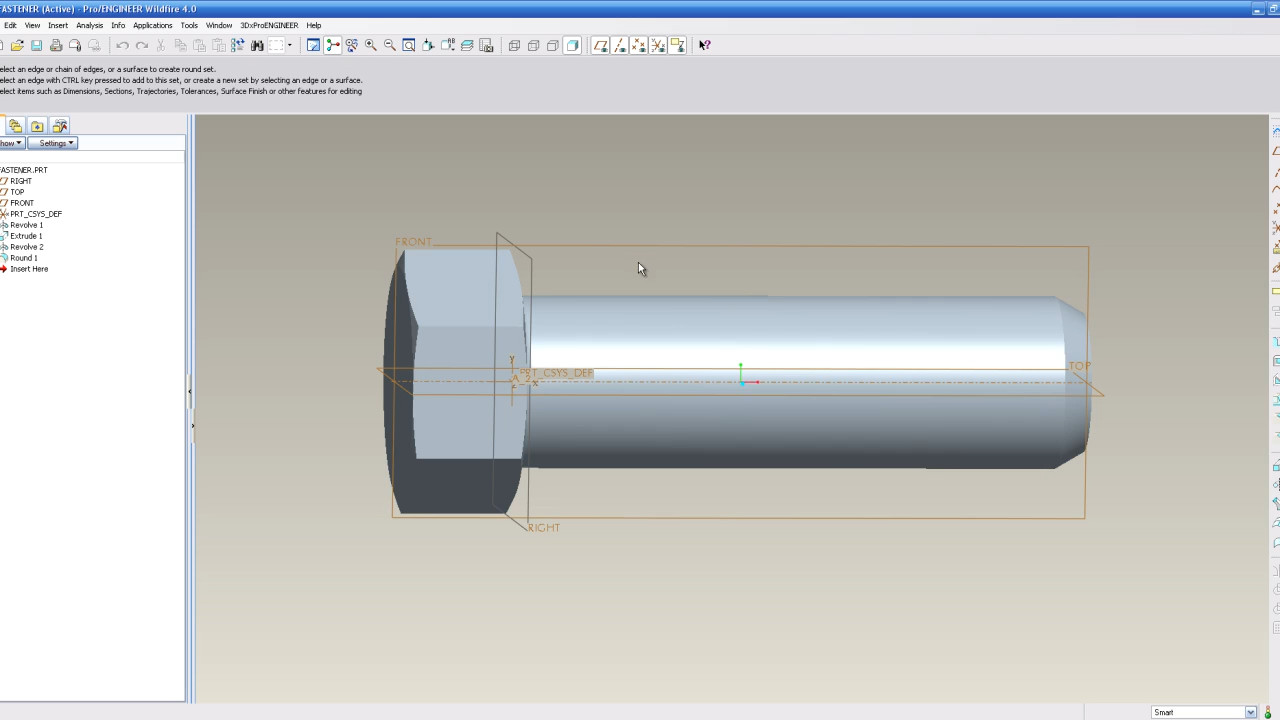 FASTENER (Active) - Pro/ENGINEER Wildfire 4.0
Edit View Insert Analysis Info Applications Tools Window 3DxProENGINEER Help
elect an edge or chain of edges, or a surface to create round set.
elect an edge with CTRL key pressed to add to this set, or create a new set by selecting an edge or a surface.
elect items such as Dimensions, Sections, Trajectories, Tolerances, Surface Finish or other features for editing
how Settings
ASTENER.PRT
RIGHT
TOP
FRONT
PRT_CSYS_DEF
Revolve 1
Extrude 1
Revolve 2
Round 1
Insert Here
FRONT
Y
TOP
X
Z
RIGHT
Smart